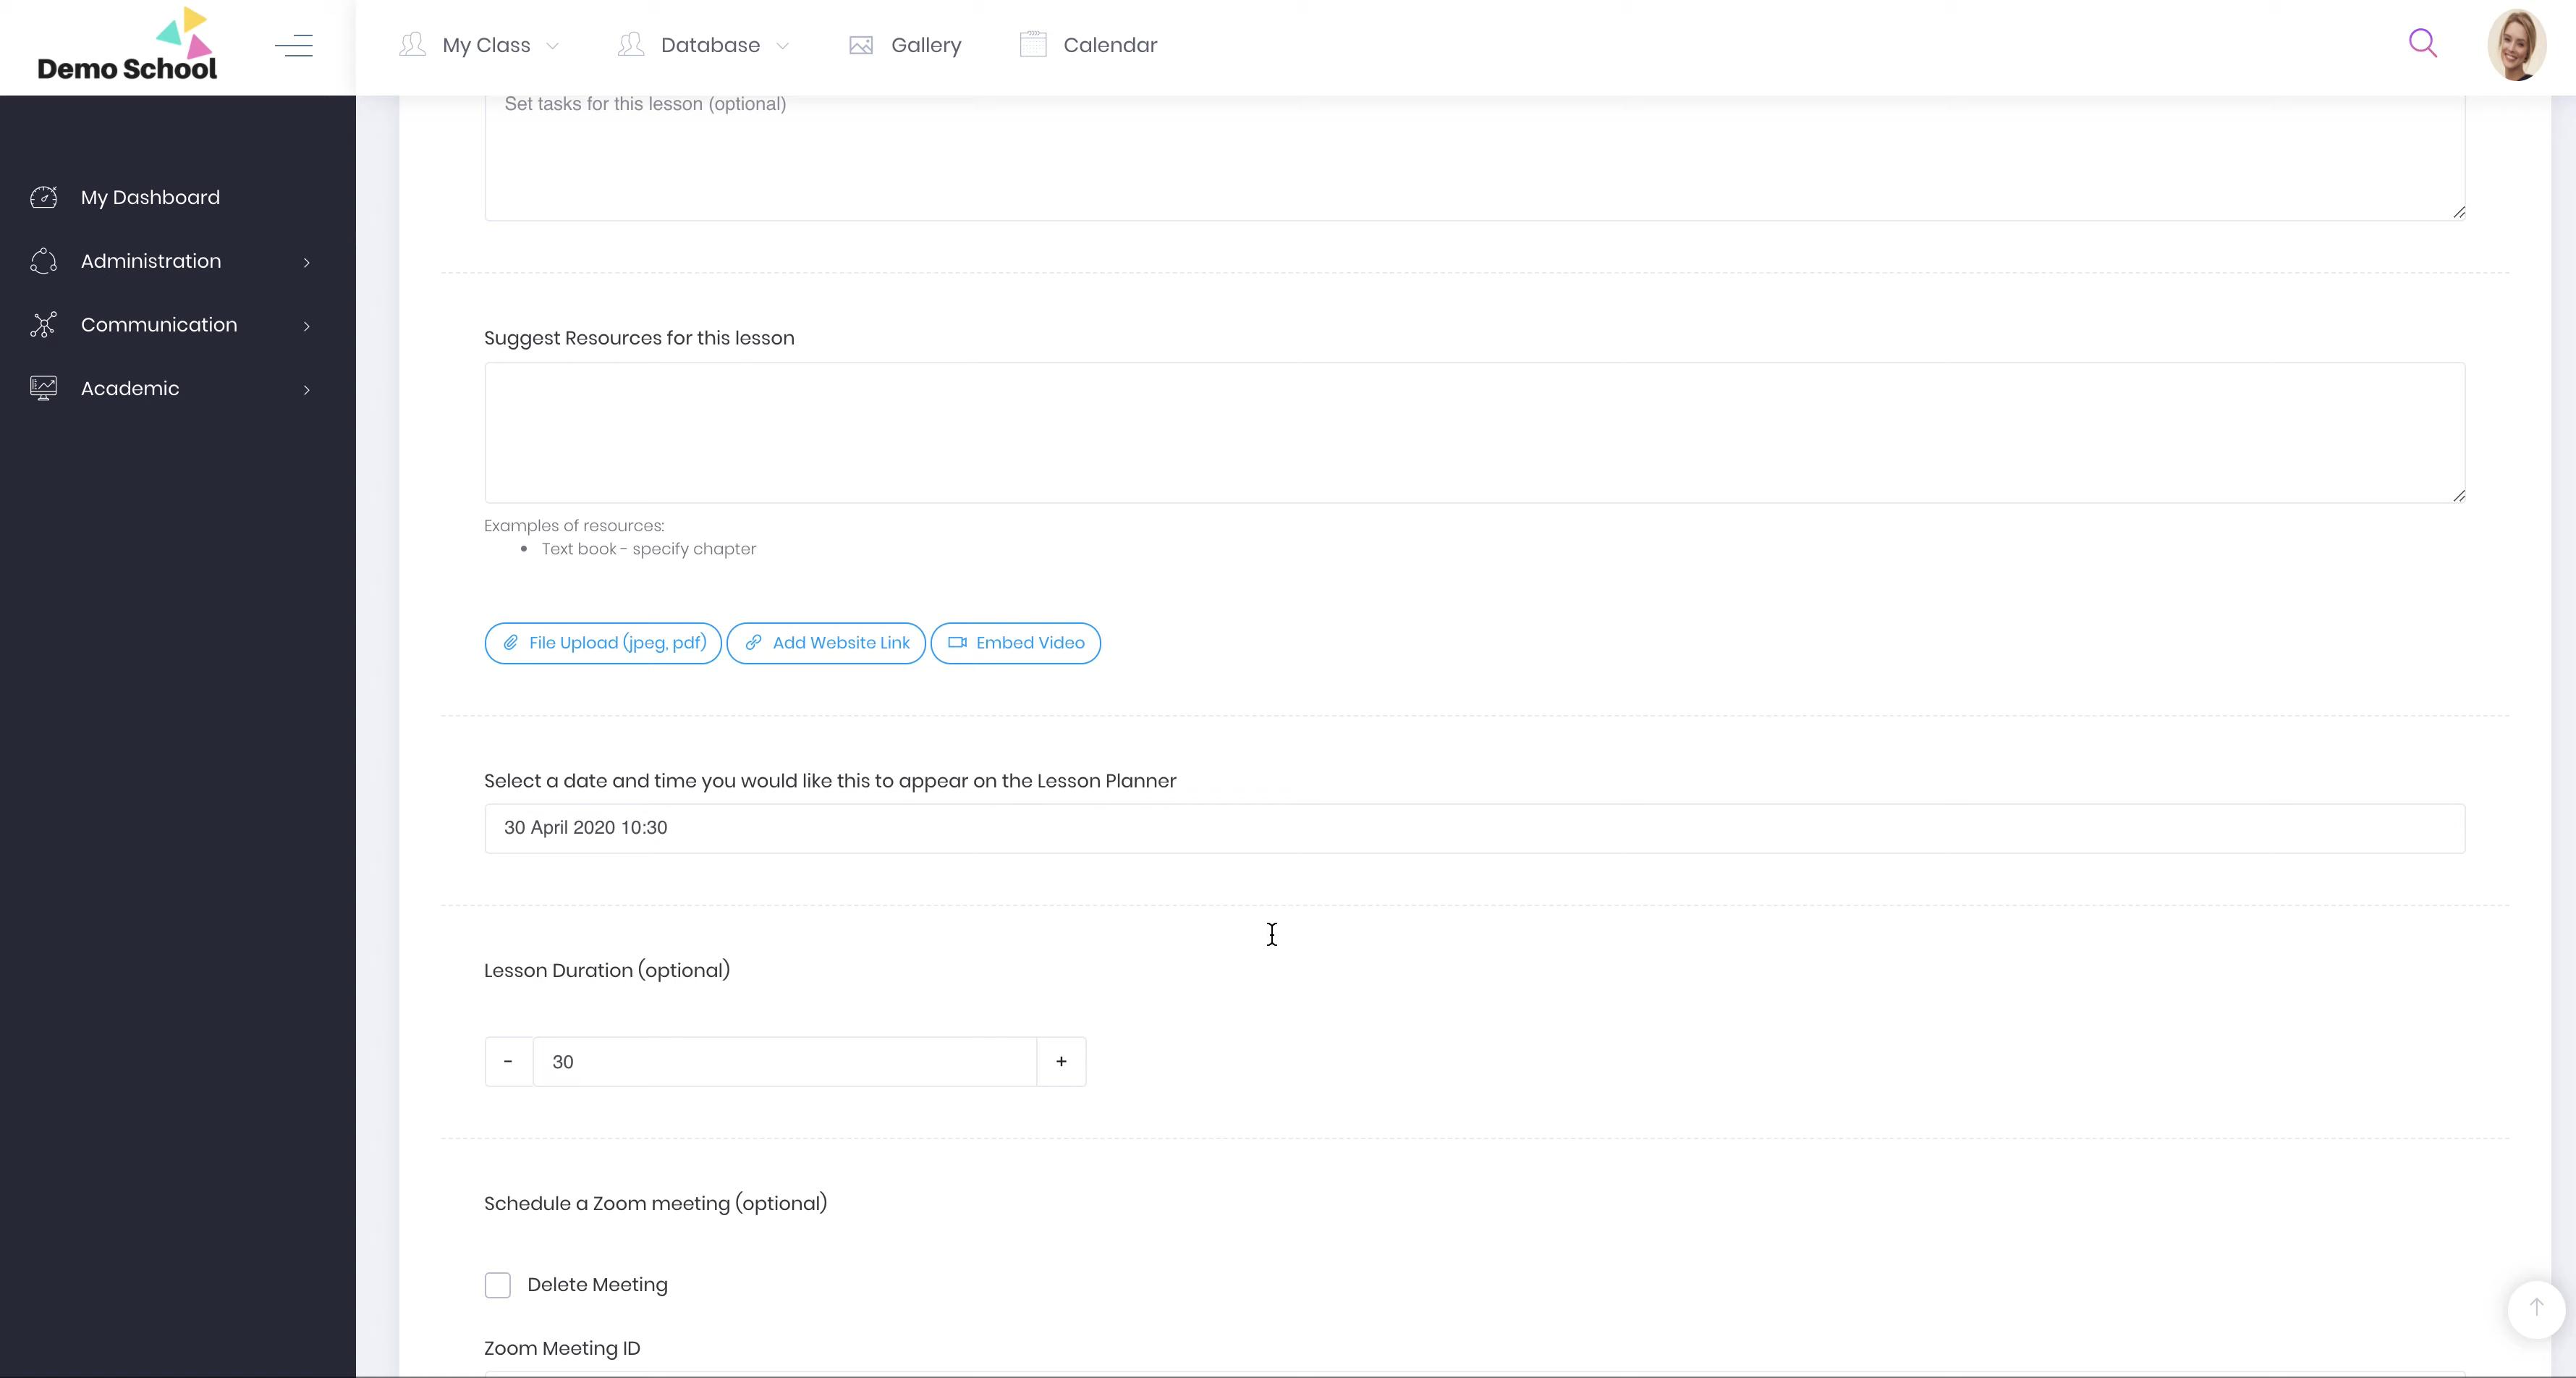 Demo School
My Class
Database
Gallery
Calendar
My Dashboard
Administration
Communication
Academic
Set tasks for this lesson (optional)
Suggest Resources for this lesson
Examples of resources:
• Text book - specify chapter
File Upload (jpeg, pdf)
Add Website Link
Embed Video
Select a date and time you would like this to appear on the Lesson Planner
30 April 2020 10:30
Lesson Duration (optional)
- 30 +
Schedule a Zoom meeting (optional)
Delete Meeting
Zoom Meeting ID